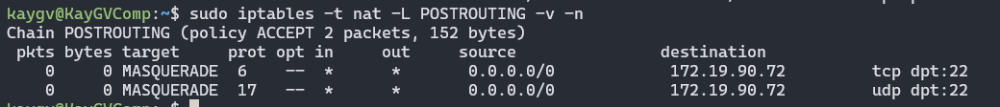 kaygv@KayGVComp:~$ sudo iptables -t nat -L POSTROUTING -v -n
Chain POSTROUTING (policy ACCEPT 2 packets, 152 bytes)
 pkts bytes target     prot opt in     out     source               destination
    0     0 MASQUERADE  6    --  *      *       0.0.0.0/0            172.19.90.72         tcp dpt:22
    0     0 MASQUERADE  17   --  *      *       0.0.0.0/0            172.19.90.72         udp dpt:22
kaygv@KayGVComp:~$